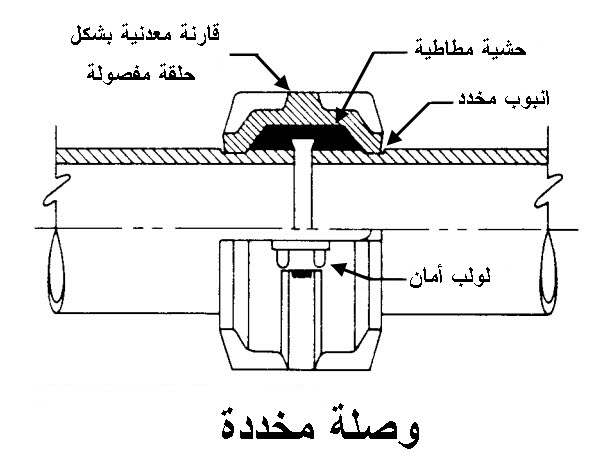 قارنة معدنية بشكل
حلقة مفصولة
حشية مطاطية
انبوب مخدد
لولب أمان
وصلة مخددة